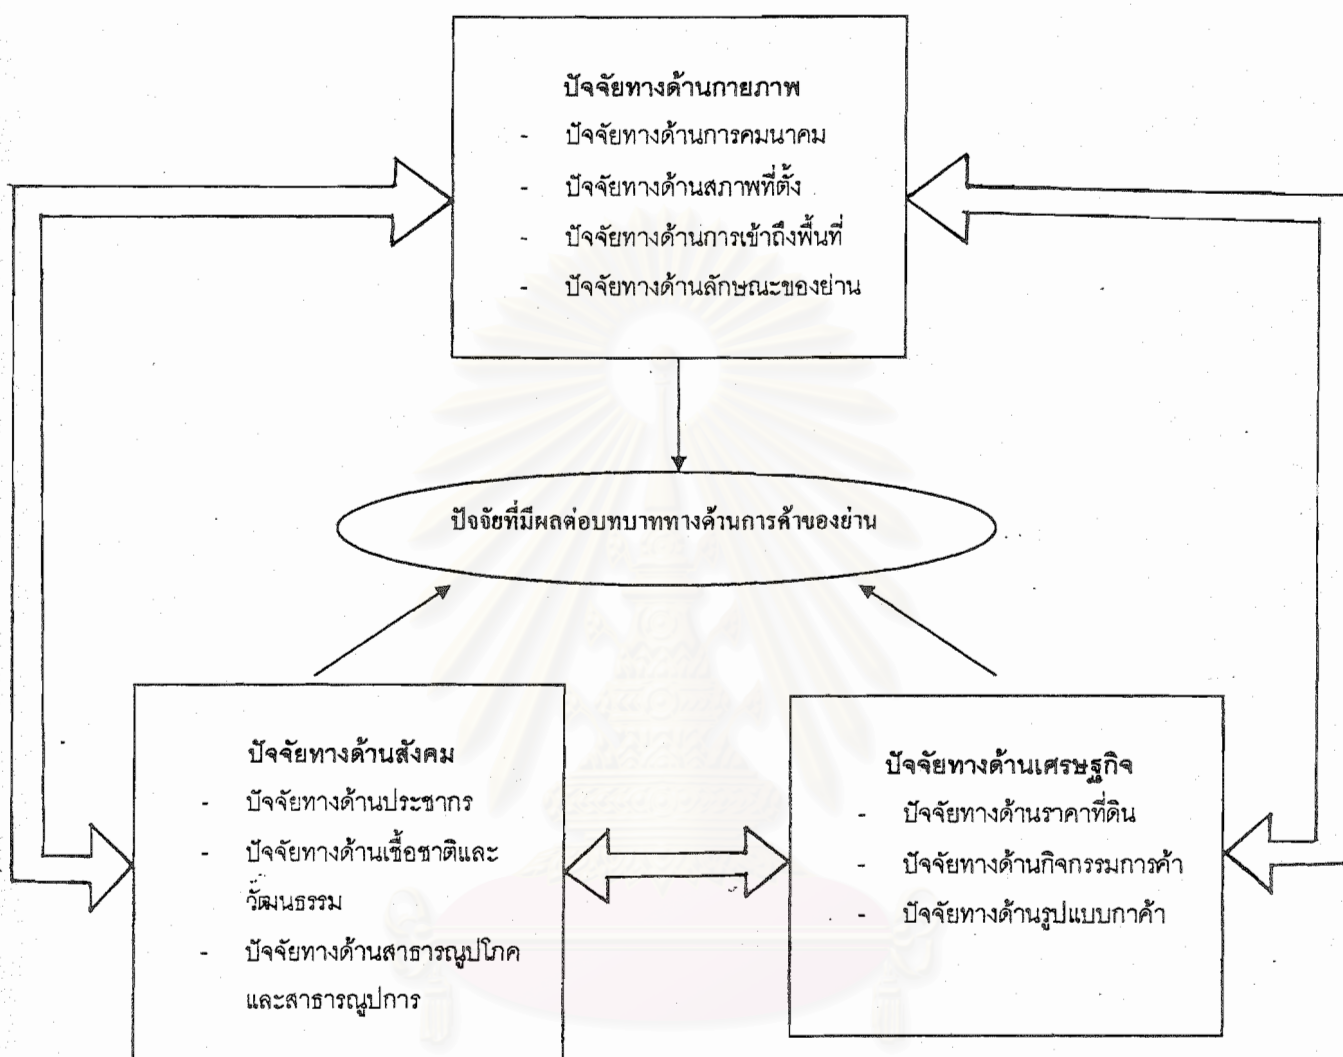 ปัจจัยทางด้านกายภาพ
- ปัจจัยทางด้านการคมนาคม
- ปัจจัยทางด้านสภาพที่ตั้ง
- ปัจจัยทางด้านการเข้าถึงพื้นที่
- ปัจจัยทางด้านลักษณะของย่าน
ปัจจัยที่มีผลต่อบทบาททางด้านการค้าของย่าน
ปัจจัยทางด้านสังคม
- ปัจจัยทางด้านประชากร
- ปัจจัยทางด้านเชื้อชาติและ
วัฒนธรรม
- ปัจจัยทางด้านสาธารณูปโภค
และสาธารณูปการ
ปัจจัยทางด้านเศรษฐกิจ
- ปัจจัยทางด้านราคาที่ดิน
- ปัจจัยทางด้านกิจกรรมการค้า
- ปัจจัยทางด้านรูปแบบกาค้า